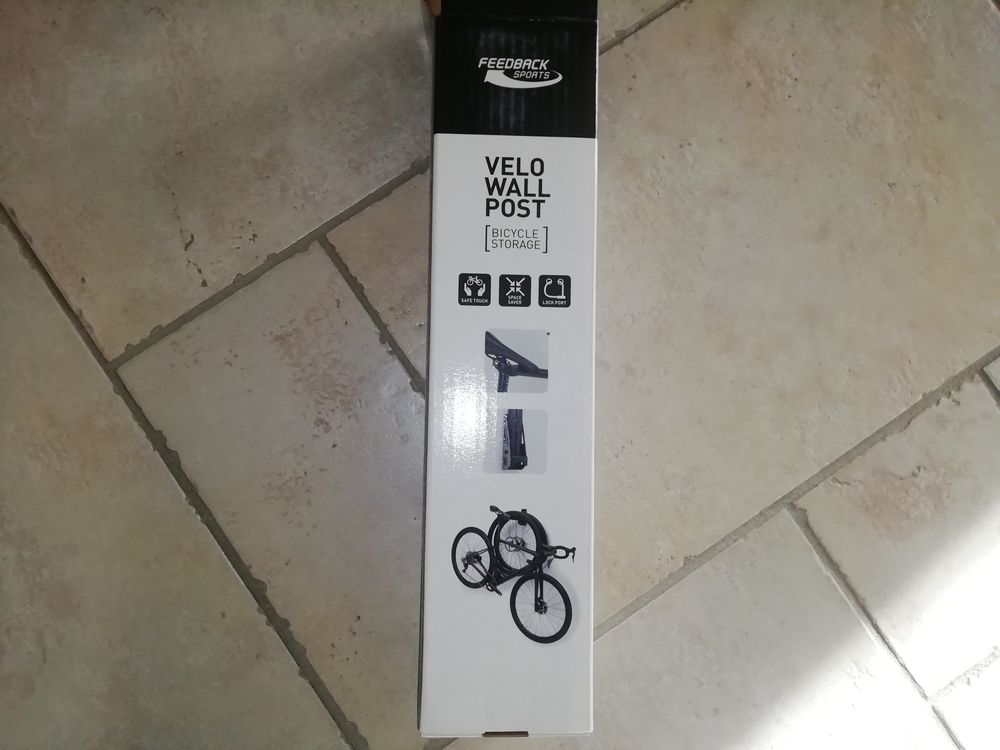 FEEDBACK
SPORTS
VELO
WALL
POST
[BICYCLE
STORAGE]
SAFE TOUCH
SPACE
SAVER
LOCK PORT